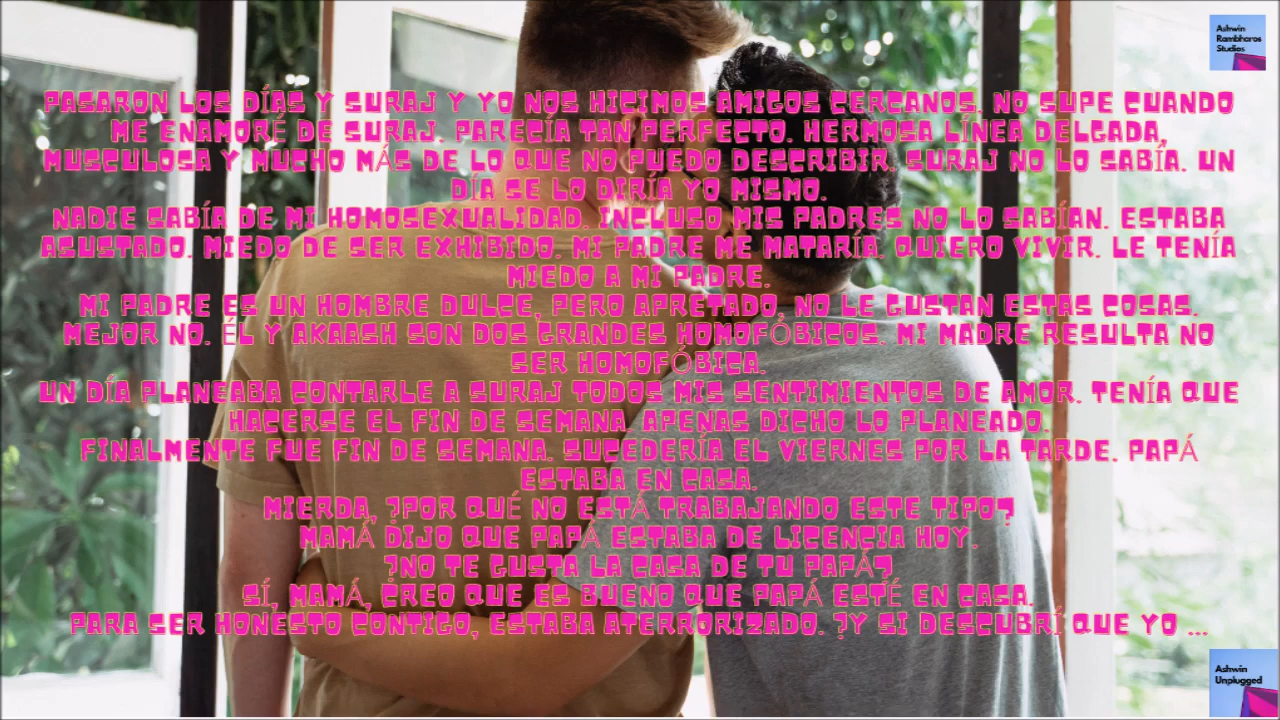 Ashwin
Rambharos
Studios
PASARON LOS DÍAS Y SURAJ Y YO NOS HICIMOS AMIGOS CERCANOS. NO SUPE CUANDO
ME ENAMORÉ DE SURAJ. PARECÍA TAN PERFECTO. HERMOSA LÍNEA DELGADA,
MUSCULOSA Y MUCHO MÁS DE LO QUE NO PUEDO DESCRIBIR. SURAJ NO LO SABÍA. UN
DÍA SE LO DIRÍA YO MISMO.
NADIE SABÍA DE MI HOMOSEXUALIDAD. INCLUSO MIS PADRES NO LO SABÍAN. ESTABA
ASUSTADO. MIEDO DE SER EXHIBIDO. MI PADRE ME MATARÍA. QUIERO VIVIR. LE TENÍA
MIEDO A MI PADRE.
MI PADRE ES UN HOMBRE DULCE, PERO APRETADO, NO LE GUSTAN ESTAS COSAS.
MEJOR NO. ÉL Y AKAASH SON DOS GRANDES HOMOFÓBICOS. MI MADRE RESULTA NO
SER HOMOFÓBICA.
UN DÍA PLANEABA CONTARLE A SURAJ TODOS MIS SENTIMIENTOS DE AMOR. TENÍA QUE
HACERSE EL FIN DE SEMANA. APENAS DICHO LO PLANEADO.
FINALMENTE FUE FIN DE SEMANA. SUCEDERÍA EL VIERNES POR LA TARDE. PAPÁ
ESTABA EN CASA.
MIERDA, ?POR QUÉ NO ESTÁ TRABAJANDO ESTE TIPO?
MAMÁ DIJO QUE PAPÁ ESTABA DE LICENCIA HOY.
?NO TE GUSTA LA CASA DE TU PAPÁ?
SÍ, MAMÁ, CREO QUE ES BUENO QUE PAPÁ ESTÉ EN CASA.
PARA SER HONESTO CONTIGO, ESTABA ATERRORIZADO. ?Y SI DESCUBRÍ QUE YO ...
Ashwin
Unplugged